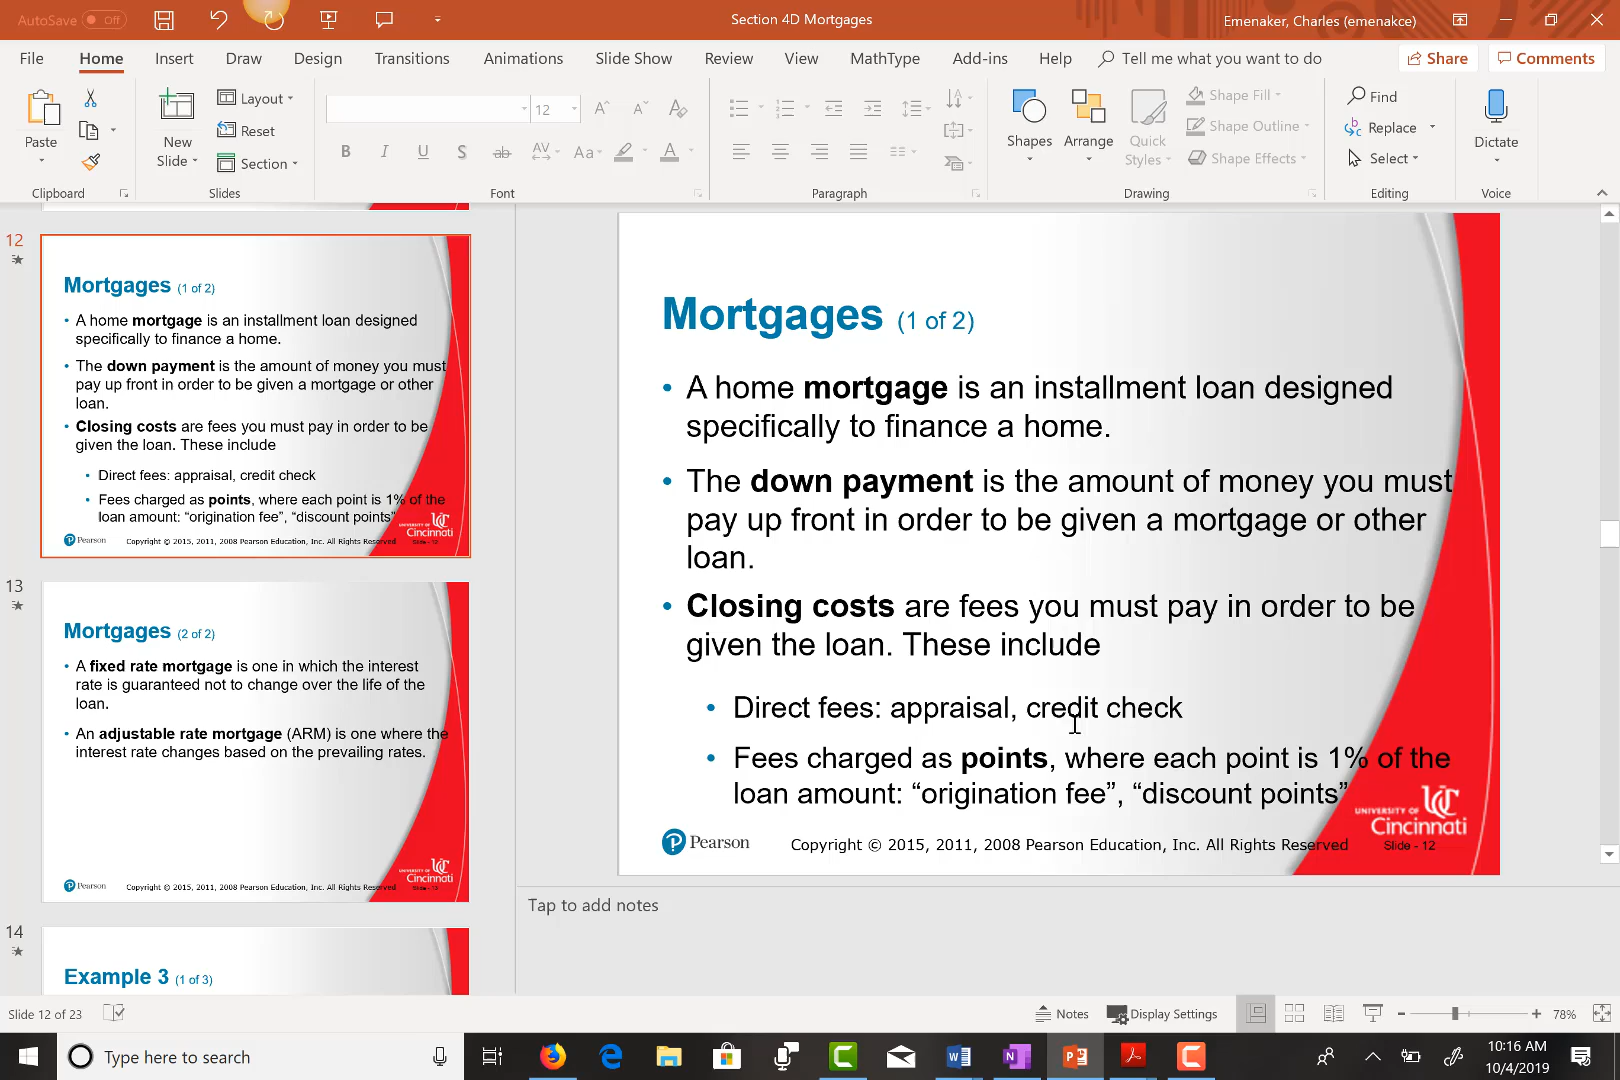 AutoSave Off
Section 4D Mortgages
Emenaker, Charles (emenakce)
File Home Insert Draw Design Transitions Animations Slide Show Review View MathType Add-ins Help Tell me what you want to do Share Comments
Paste
Clipboard
New
Slide
Layout
Reset
Section
Slides
12
B I U S ab AV Aa A
Font
Paragraph
Shapes
Arrange
Quick
Styles
Shape Fill
Shape Outline
Shape Effects
Drawing
Find
Replace
Select
Editing
Dictate
Voice
12
Mortgages (1 of 2)
• A home mortgage is an installment loan designed
specifically to finance a home.
• The down payment is the amount of money you must
pay up front in order to be given a mortgage or other
loan.
• Closing costs are fees you must pay in order to be
given the loan. These include
• Direct fees: appraisal, credit check
• Fees charged as points, where each point is 1% of the
loan amount: “origination fee”, “discount points”
Pearson
Copyright © 2015, 2011, 2008 Pearson Education, Inc. All Rights Reserved
UNIVERSITY OF
Cincinnati
Slide - 12
13
Mortgages (2 of 2)
• A fixed rate mortgage is one in which the interest
rate is guaranteed not to change over the life of the
loan.
• An adjustable rate mortgage (ARM) is one where the
interest rate changes based on the prevailing rates.
Pearson
Copyright © 2015, 2011, 2008 Pearson Education, Inc. All Rights Reserved
UNIVERSITY OF
Cincinnati
Slide - 13
14
Example 3 (1 of 3)
Mortgages (1 of 2)
• A home mortgage is an installment loan designed
specifically to finance a home.
• The down payment is the amount of money you must
pay up front in order to be given a mortgage or other
loan.
• Closing costs are fees you must pay in order to be
given the loan. These include
• Direct fees: appraisal, credit check
• Fees charged as points, where each point is 1% of the
loan amount: “origination fee”, “discount points”
Pearson
Copyright © 2015, 2011, 2008 Pearson Education, Inc. All Rights Reserved
UNIVERSITY OF
Cincinnati
Slide - 12
Tap to add notes
Slide 12 of 23
Notes
Display Settings
78%
Type here to search
10:16 AM
10/4/2019